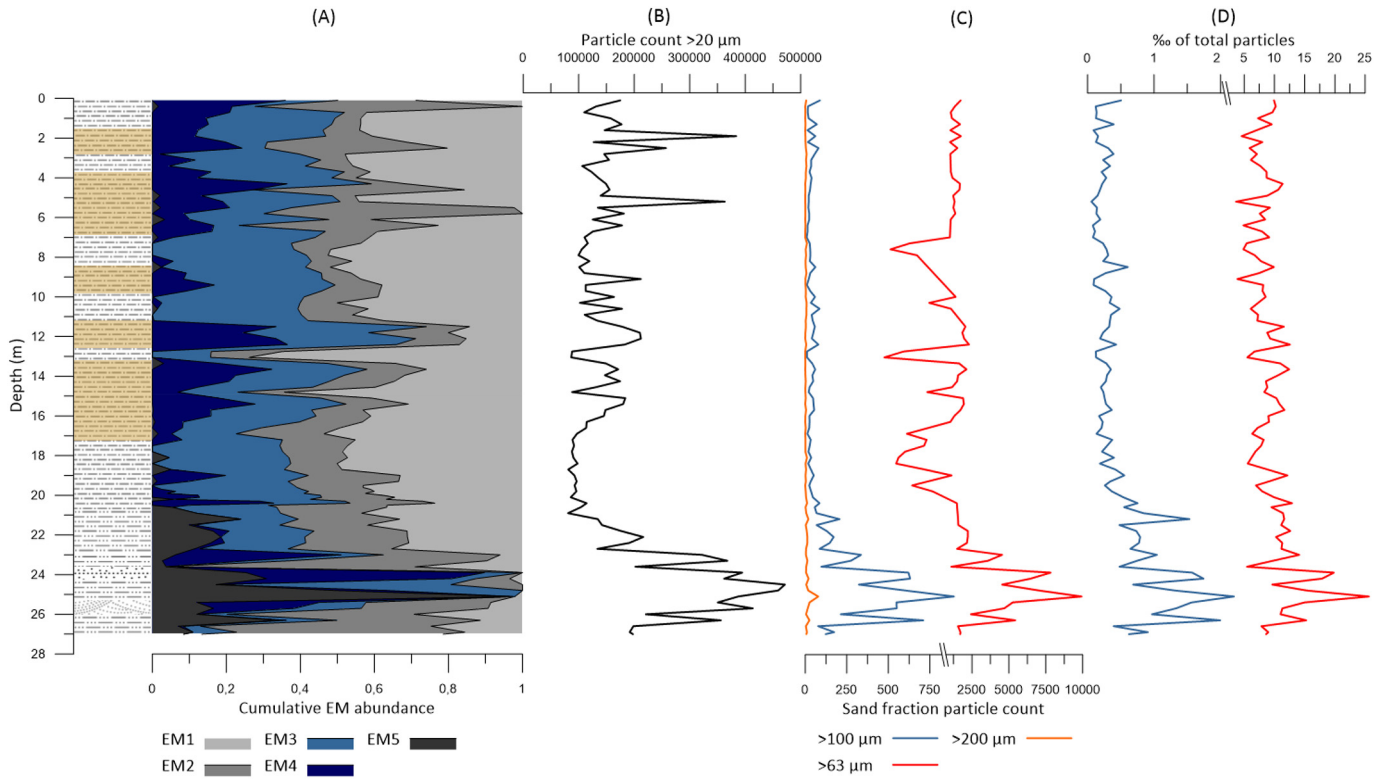 (A)
(B)
(C)
(D)
Particle count >20 µm
‰ of total particles
0 100000 200000 300000 400000 500000
0 1 2 5 10 15 25
0
2
4
6
8
10
12
14
16
18
20
22
24
26
28
Depth (m)
0 0,2 0,4 0,6 0,8 1
Cumulative EM abundance
0 250 500 750 2500 5000 10000
Sand fraction particle count
EM1 EM3 EM5
EM2 EM4
>100 µm >200 µm
>63 µm